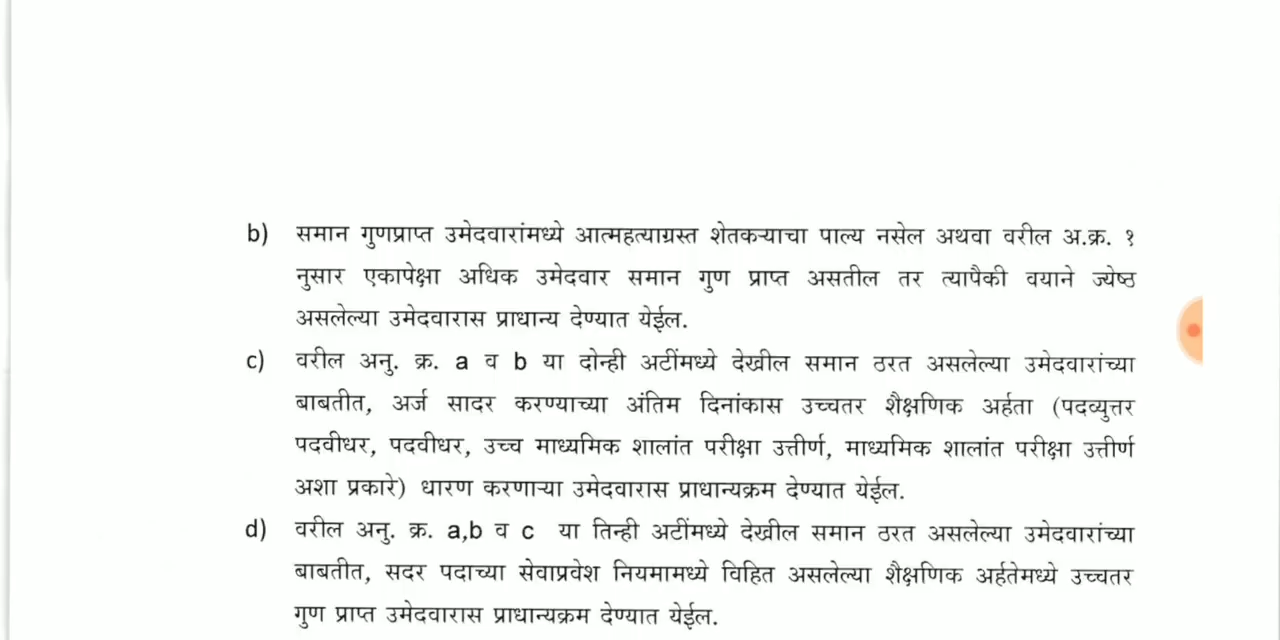 b) समान गुणप्राप्त उमेदवारांमध्ये आत्महत्याग्रस्त शेतकऱ्याचा पाल्य नसेल अथवा वरील अ.क्र. १
नुसार एकापेक्षा अधिक उमेदवार समान गुण प्राप्त असतील तर त्यापैकी वयाने ज्येष्ठ
असलेल्या उमेदवारास प्राधान्य देण्यात येईल.
c) वरील अनु. क्र. a व b या दोन्ही अटींमध्ये देखील समान ठरत असलेल्या उमेदवारांच्या
बाबतीत, अर्ज सादर करण्याच्या अंतिम दिनांकास उच्चतर शैक्षणिक अर्हता (पदव्युत्तर
पदवीधर, पदवीधर, उच्च माध्यमिक शालांत परीक्षा उत्तीर्ण, माध्यमिक शालांत परीक्षा उत्तीर्ण
अशा प्रकारे) धारण करणाऱ्या उमेदवारास प्राधान्यक्रम देण्यात येईल.
d) वरील अनु. क्र. a,b व c या तिन्ही अटींमध्ये देखील समान ठरत असलेल्या उमेदवारांच्या
बाबतीत, सदर पदाच्या सेवाप्रवेश नियमामध्ये विहित असलेल्या शैक्षणिक अर्हतेमध्ये उच्चतर
गुण प्राप्त उमेदवारास प्राधान्यक्रम देण्यात येईल.